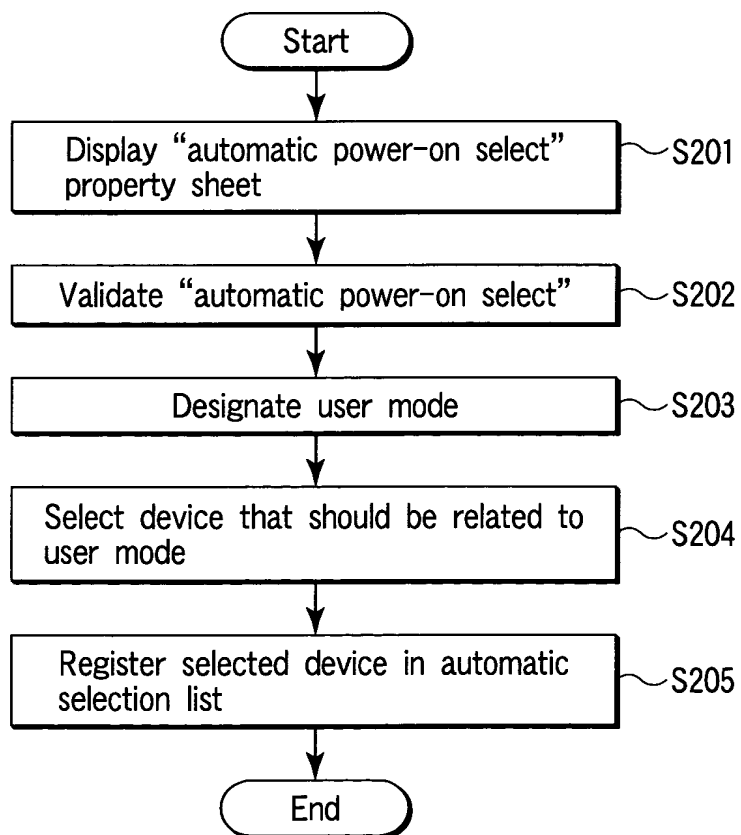 Start
Display “automatic power-on select”
property sheet
S201
Validate “automatic power-on select”
S202
Designate user mode
S203
Select device that should be related to
user mode
S204
Register selected device in automatic
selection list
S205
End